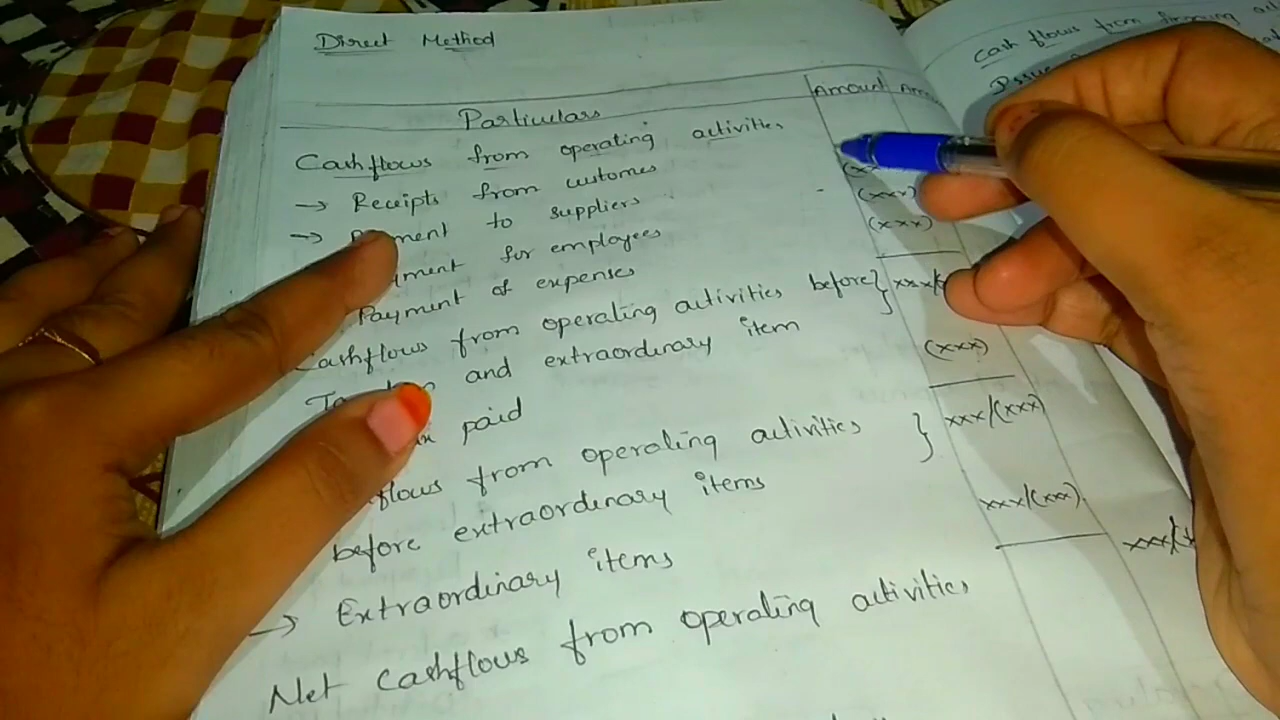 Direct Method
Particulars Amount
Cashflows from operating activities
→ Receipts from customes
→ to suppliers (xxx)
for employees (xxx)
Payment of expenses
Cashflows from operating activities before }
and extraordinary item
paid (xxx)
from operating activities } xxx/(xxx)
before extraordinary items
→ Extraordinary items xxx/(xxx)
Net cashflows from operating activities
Cash flows from